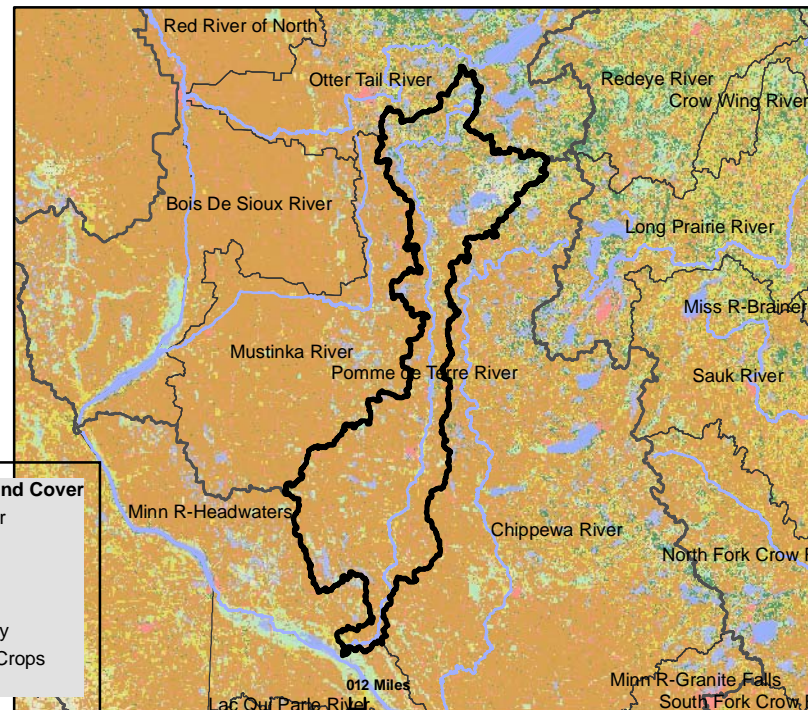 Red River of North
Otter Tail River
Redeye River
Crow Wing River
Bois De Sioux River
Long Prairie River
Miss R-Brainer
Mustinka River
Pomme de Terre River
Sauk River
nd Cover
r
Minn R-Headwaters
Chippewa River
North Fork Crow
y
Crops
012 Miles
Minn R-Granite Falls
Lac Qui Parle River
South Fork Crow